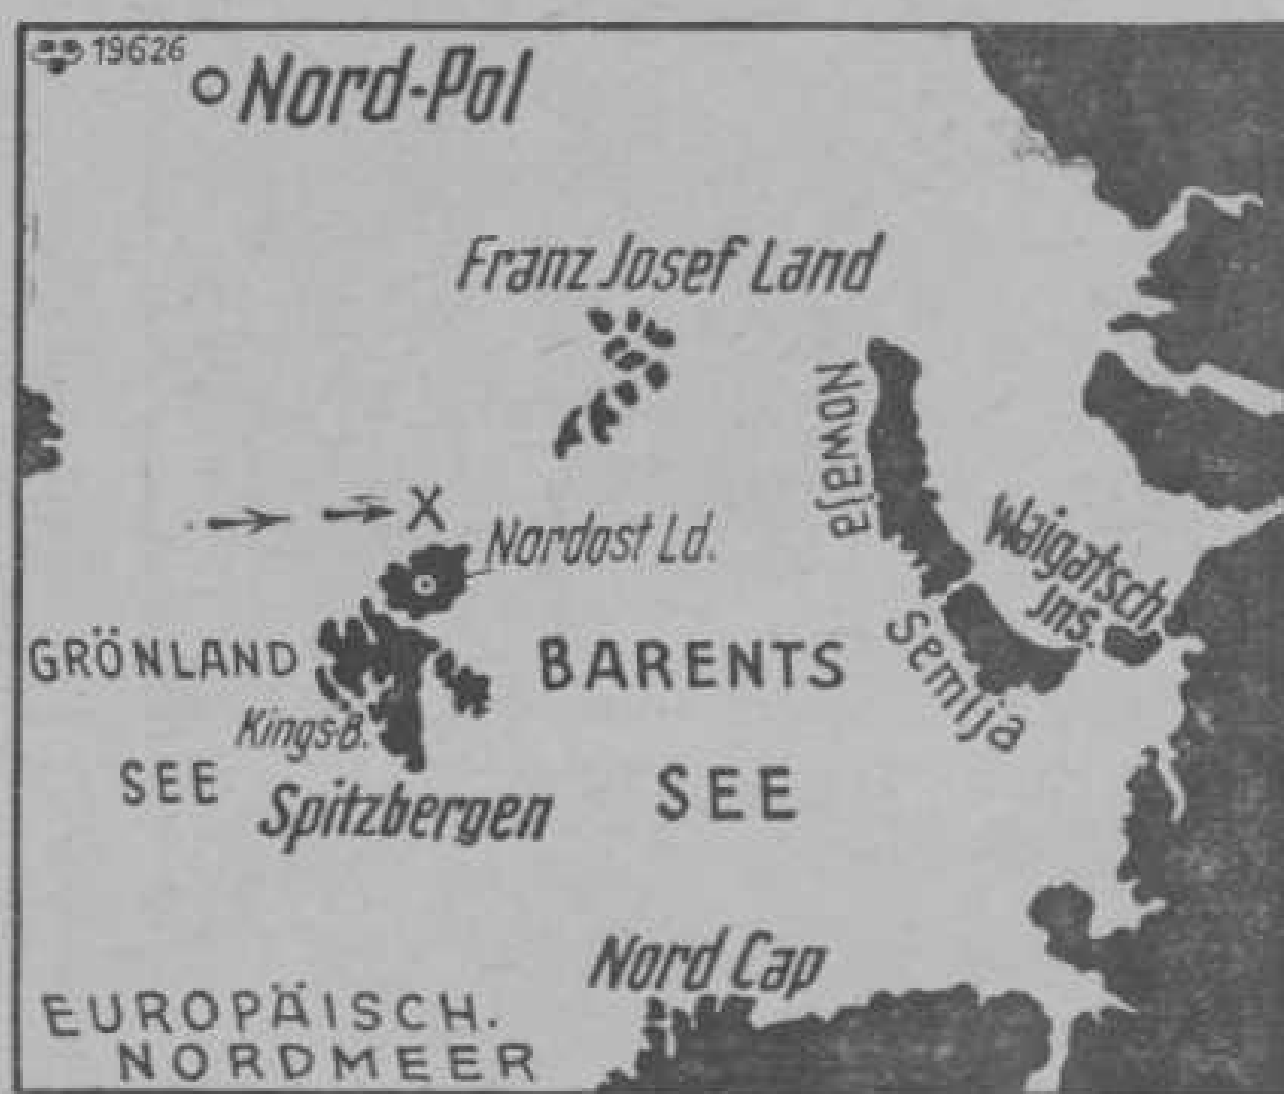 19626
Nord-Pol
Franz Josef Land
Nowaja
X
Nordost Ld.
Waigatsch
Jns.
GRÖNLAND
BARENTS
Semlja
Kings-B.
SEE
Spitzbergen
SEE
Nord Cap
EUROPÄISCH.
NORDMEER